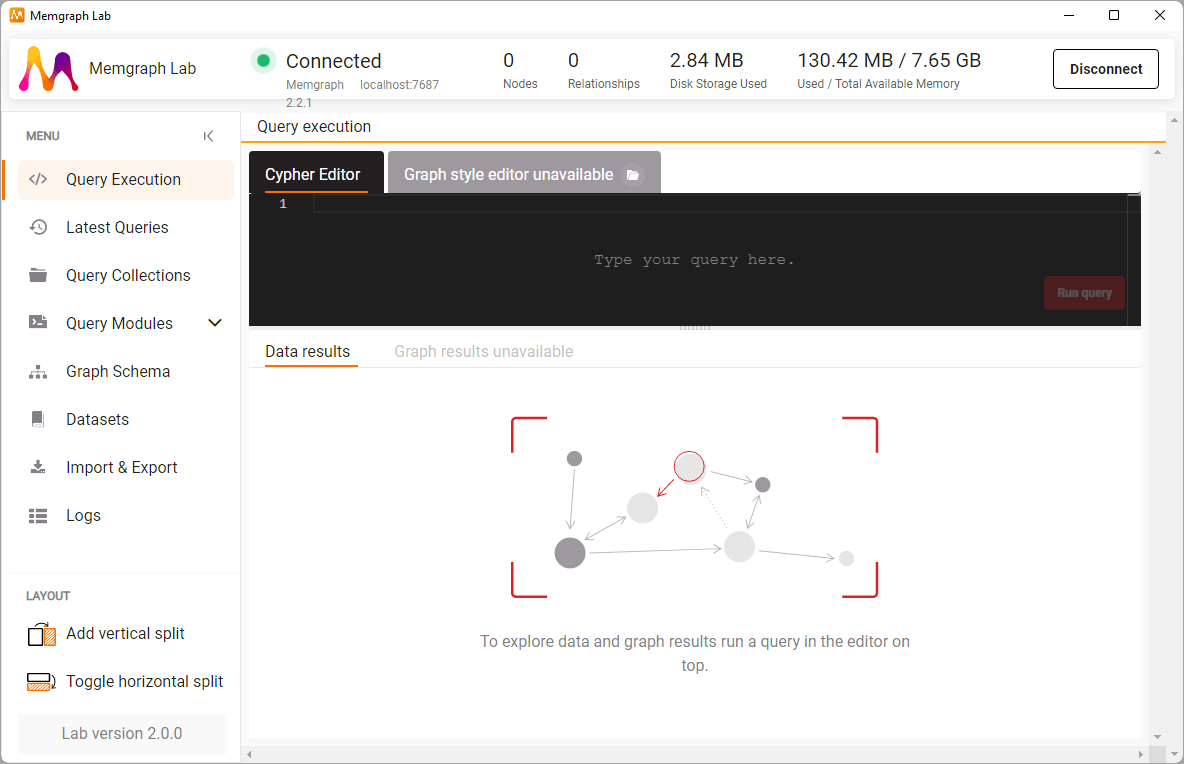 Memgraph Lab
Memgraph Lab
Connected
Memgraph localhost:7687
2.2.1
0
Nodes
0
Relationships
2.84 MB
Disk Storage Used
130.42 MB / 7.65 GB
Used / Total Available Memory
Disconnect
MENU
Query Execution
Latest Queries
Query Collections
Query Modules
Graph Schema
Datasets
Import & Export
Logs
LAYOUT
Add vertical split
Toggle horizontal split
Lab version 2.0.0
Query execution
Cypher Editor
Graph style editor unavailable
1
Type your query here.
Run query
Data results
Graph results unavailable
To explore data and graph results run a query in the editor on
top.